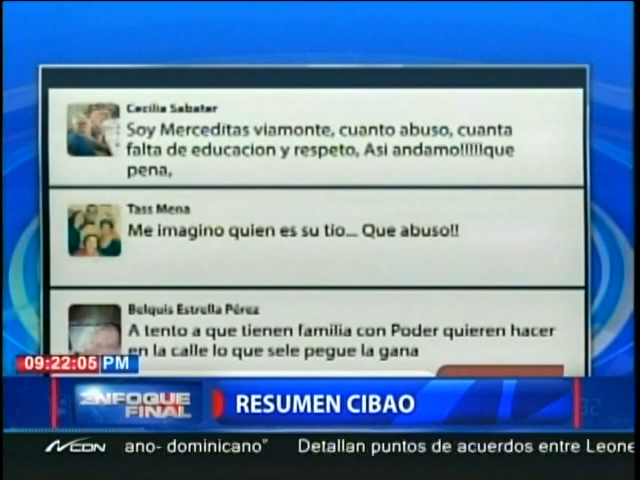 Cecilia Sabater
Soy Merceditas viamonte, cuanto abuso, cuanta
falta de educacion y respeto, Asi andamo!!!!!que
pena,
Tass Mena
Me imagino quien es su tio... Que abuso!!
Belquis Estrella Pérez
A tento a que tienen familia con Poder quieren hacer
en la calle lo que sele pegue la gana
09:22:05 PM
ENFOQUE
FINAL
RESUMEN CIBAO
CDN
ano- dominicano" Detallan puntos de acuerdos entre Leone